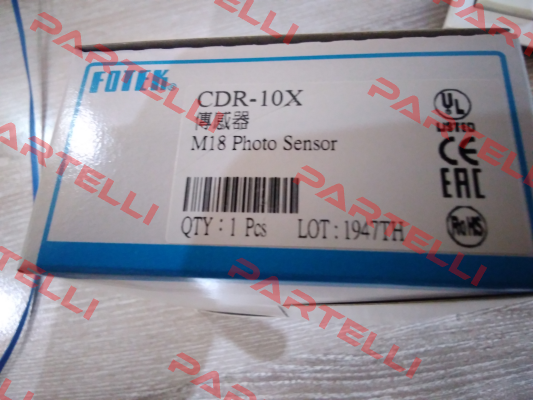 FOTEK®
CDR-10X
傳感器
M18 Photo Sensor
QTY : 1 Pcs LOT : 1947TH
UL
LISTED
CE
EAC
RoHS
PARTELLI
PARTELLI
PARTELLI
PARTELLI
PARTELLI
PARTELLI